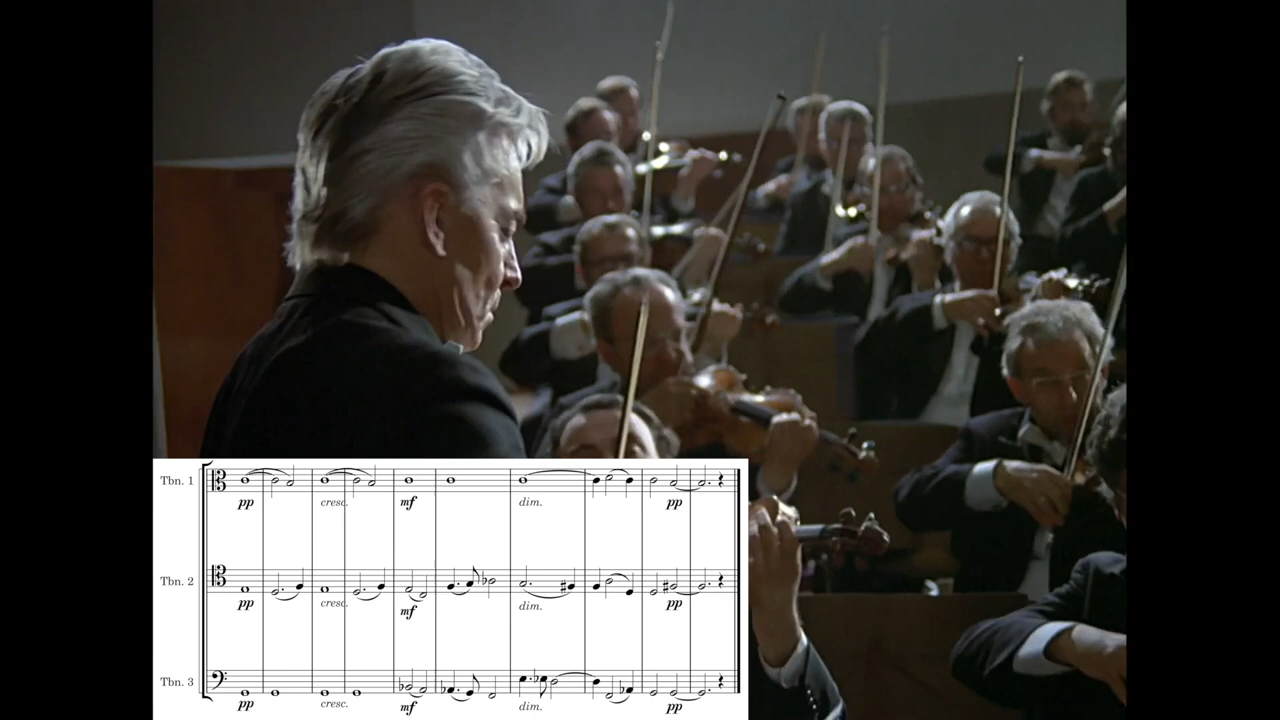 Tbn. 1
pp cresc. mf dim. pp
Tbn. 2
pp cresc. mf dim. pp
Tbn. 3
pp cresc. mf dim. pp